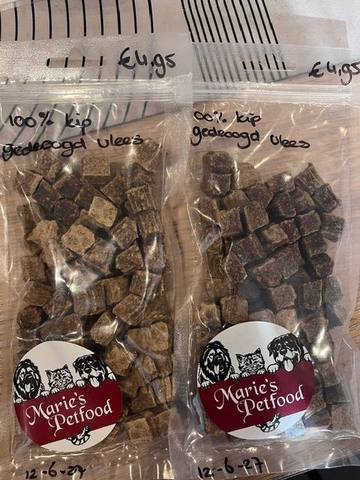 €4,95
100% kip
gedroogd vlees
Marie's
Petfood
12-6-27
€4,95
100% kip
gedroogd vlees
Marie's
Petfood
12-6-27